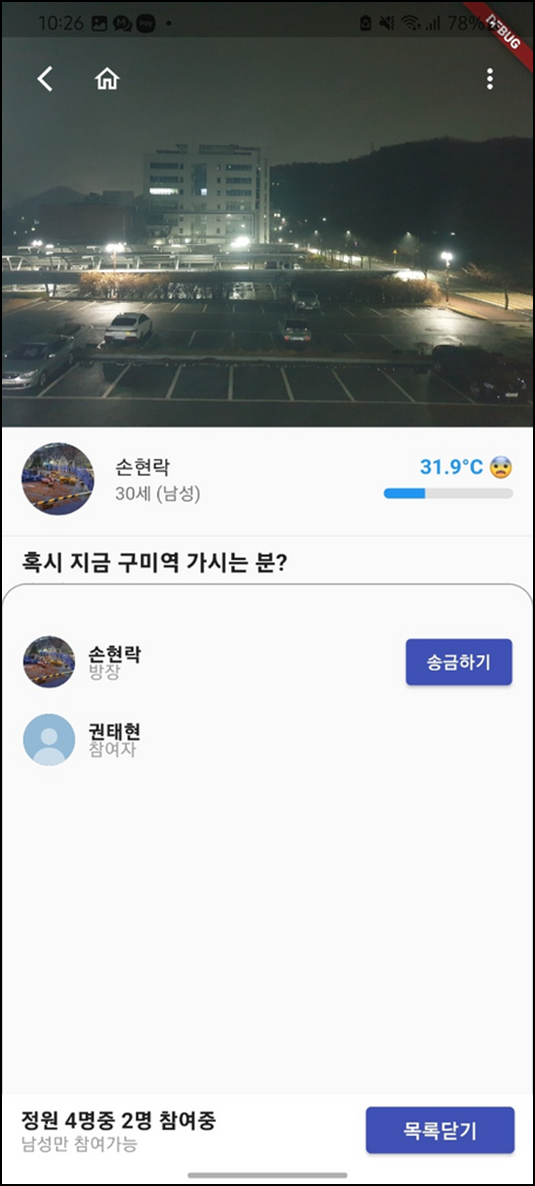 10:26
78%
DEBUG
손현락
31.9°C
30세 (남성)
혹시 지금 구미역 가시는 분?
손현락
방장
송금하기
권태현
참여자
정원 4명중 2명 참여중
남성만 참여가능
목록닫기